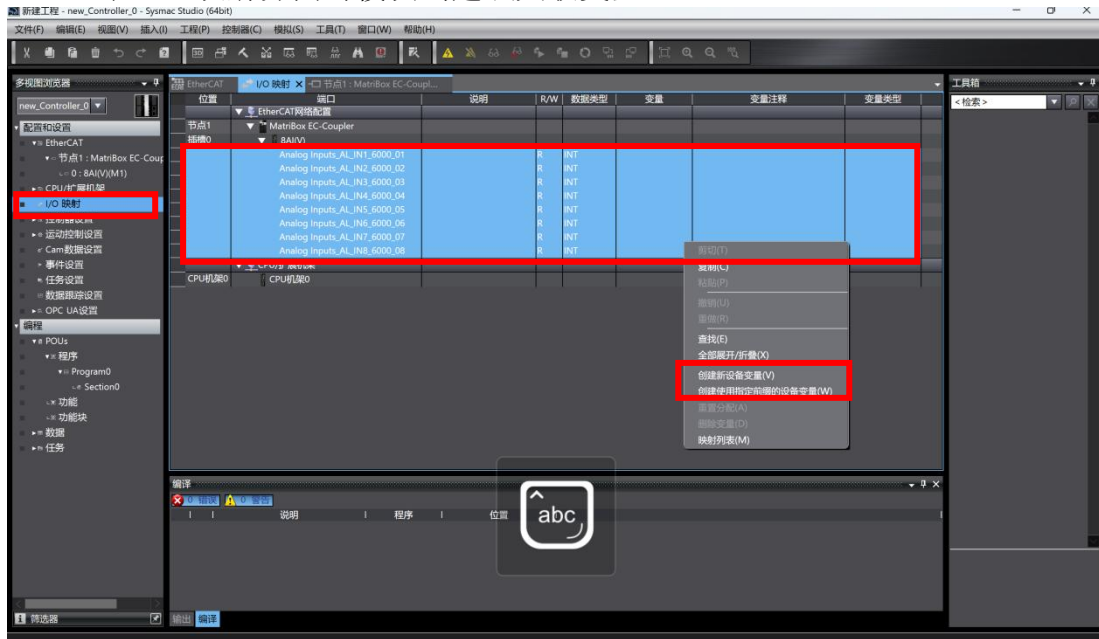 新建工程 - new_Controller_0 - Sysmac Studio (64bit)
文件(F) 编辑(E) 视图(V) 插入(I) 工程(P) 控制器(C) 模拟(S) 工具(T) 窗口(W) 帮助(H)
多视图浏览器
EtherCAT I/O 映射 节点1 : MatriBox EC-Coupl...
工具箱
new_Controller_0
位置 端口 说明 R/W 数据类型 变量 变量注释 变量类型
<检索>
EtherCAT网络配置
配置和设置
节点1 MatriBox EC-Coupler
EtherCAT
插槽0 8AI(V)
节点1 : MatriBox EC-Coup
Analog Inputs_AL_IN1_6000_01 R INT
0 : 8AI(V)(M1)
Analog Inputs_AL_IN2_6000_02 R INT
CPU/扩展机架
Analog Inputs_AL_IN3_6000_03 R INT
I/O 映射
Analog Inputs_AL_IN4_6000_04 R INT
Analog Inputs_AL_IN5_6000_05 R INT
控制器设置
Analog Inputs_AL_IN6_6000_06 R INT
运动控制设置
Analog Inputs_AL_IN7_6000_07 R INT
Cam数据设置
Analog Inputs_AL_IN8_6000_08 R INT
事件设置
CPU/扩展机架
任务设置
CPU机架0 CPU机架0
数据跟踪设置
OPC UA设置
编程
POUs
程序
Program0
Section0
功能
功能块
数据
任务
剪切(T)
复制(C)
粘贴(P)
撤销(U)
重做(R)
查找(E)
全部展开/折叠(X)
创建新设备变量(V)
创建使用指定前缀的设备变量(W)
重置分配(A)
删除变量(D)
映射列表(M)
编译
0 错误 0 警告
说明 程序 位置
abc
筛选器
输出 编译